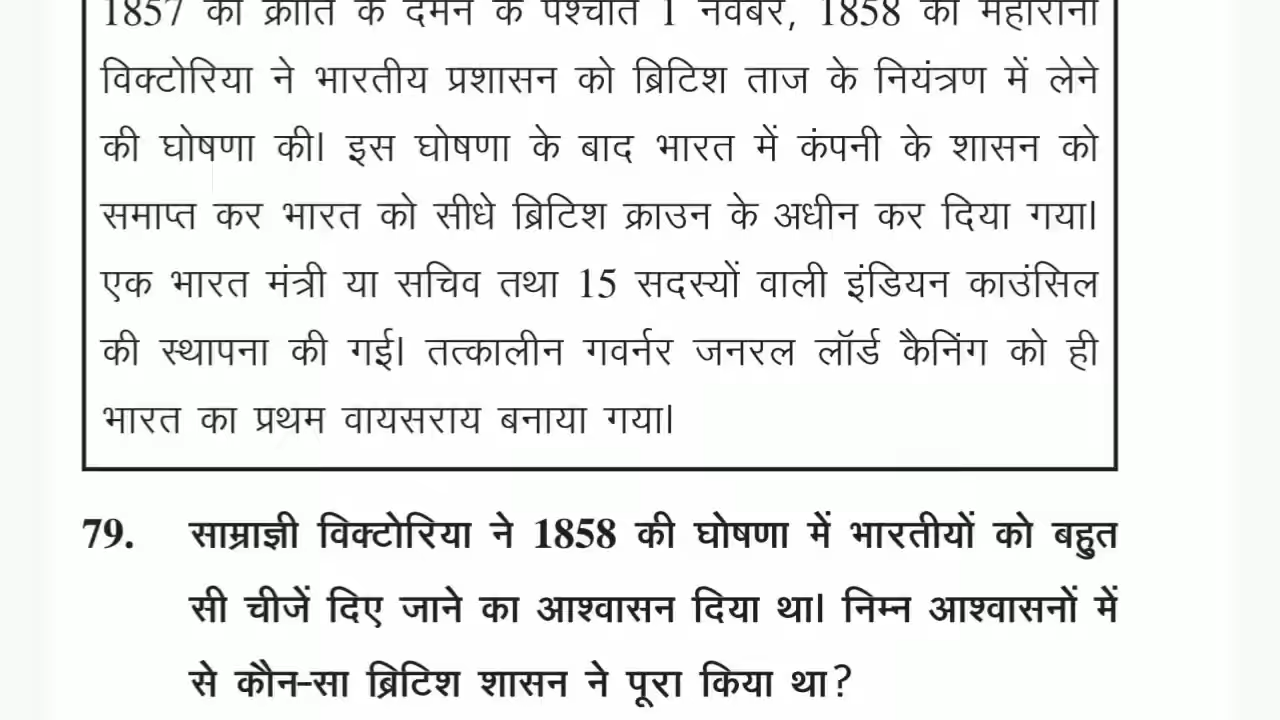 1857 की क्रांति के दमन के पश्चात 1 नवंबर, 1858 को महारानी
विक्टोरिया ने भारतीय प्रशासन को ब्रिटिश ताज के नियंत्रण में लेने
की घोषणा की। इस घोषणा के बाद भारत में कंपनी के शासन को
समाप्त कर भारत को सीधे ब्रिटिश क्राउन के अधीन कर दिया गया।
एक भारत मंत्री या सचिव तथा 15 सदस्यों वाली इंडियन काउंसिल
की स्थापना की गई। तत्कालीन गवर्नर जनरल लॉर्ड कैनिंग को ही
भारत का प्रथम वायसराय बनाया गया।
79. साम्राज्ञी विक्टोरिया ने 1858 की घोषणा में भारतीयों को बहुत
सी चीजें दिए जाने का आश्वासन दिया था। निम्न आश्वासनों में
से कौन-सा ब्रिटिश शासन ने पूरा किया था?